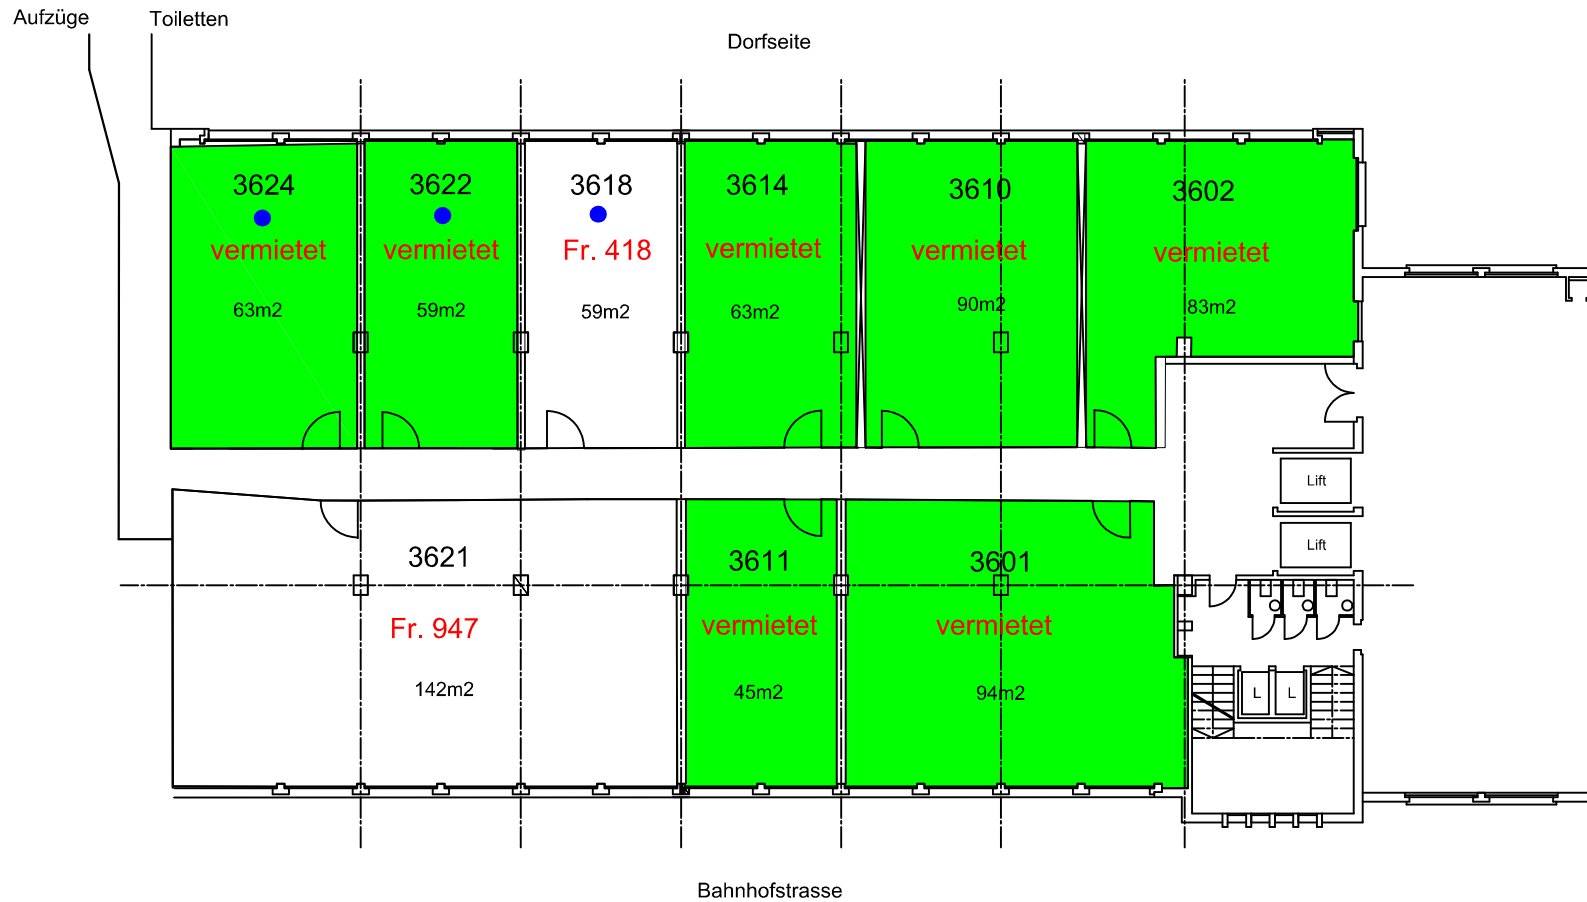 Aufzüge
Toiletten
Dorfseite
3624
vermietet
63m2
3622
vermietet
59m2
3618
Fr. 418
59m2
3614
vermietet
63m2
3610
vermietet
90m2
3602
vermietet
83m2
Lift
Lift
3621
Fr. 947
142m2
3611
vermietet
45m2
3601
vermietet
94m2
L
L
Bahnhofstrasse